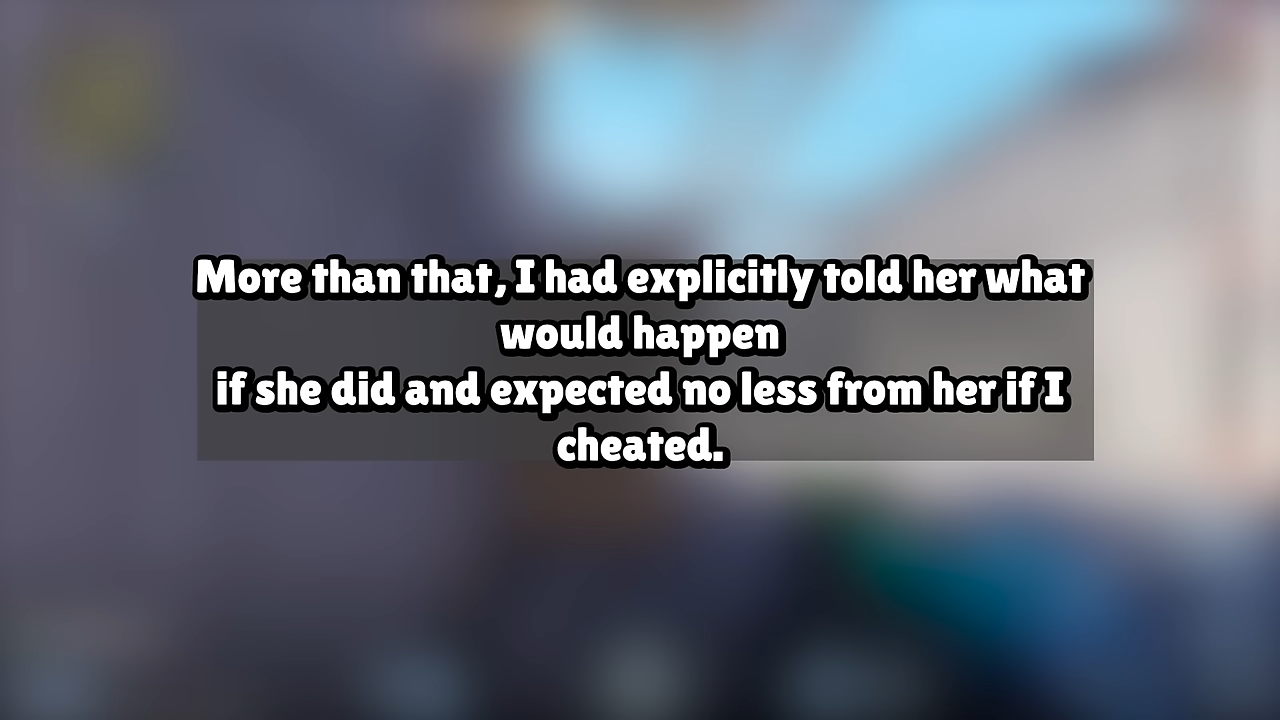 More than that, I had explicitly told her what
would happen
if she did and expected no less from her if I
cheated.